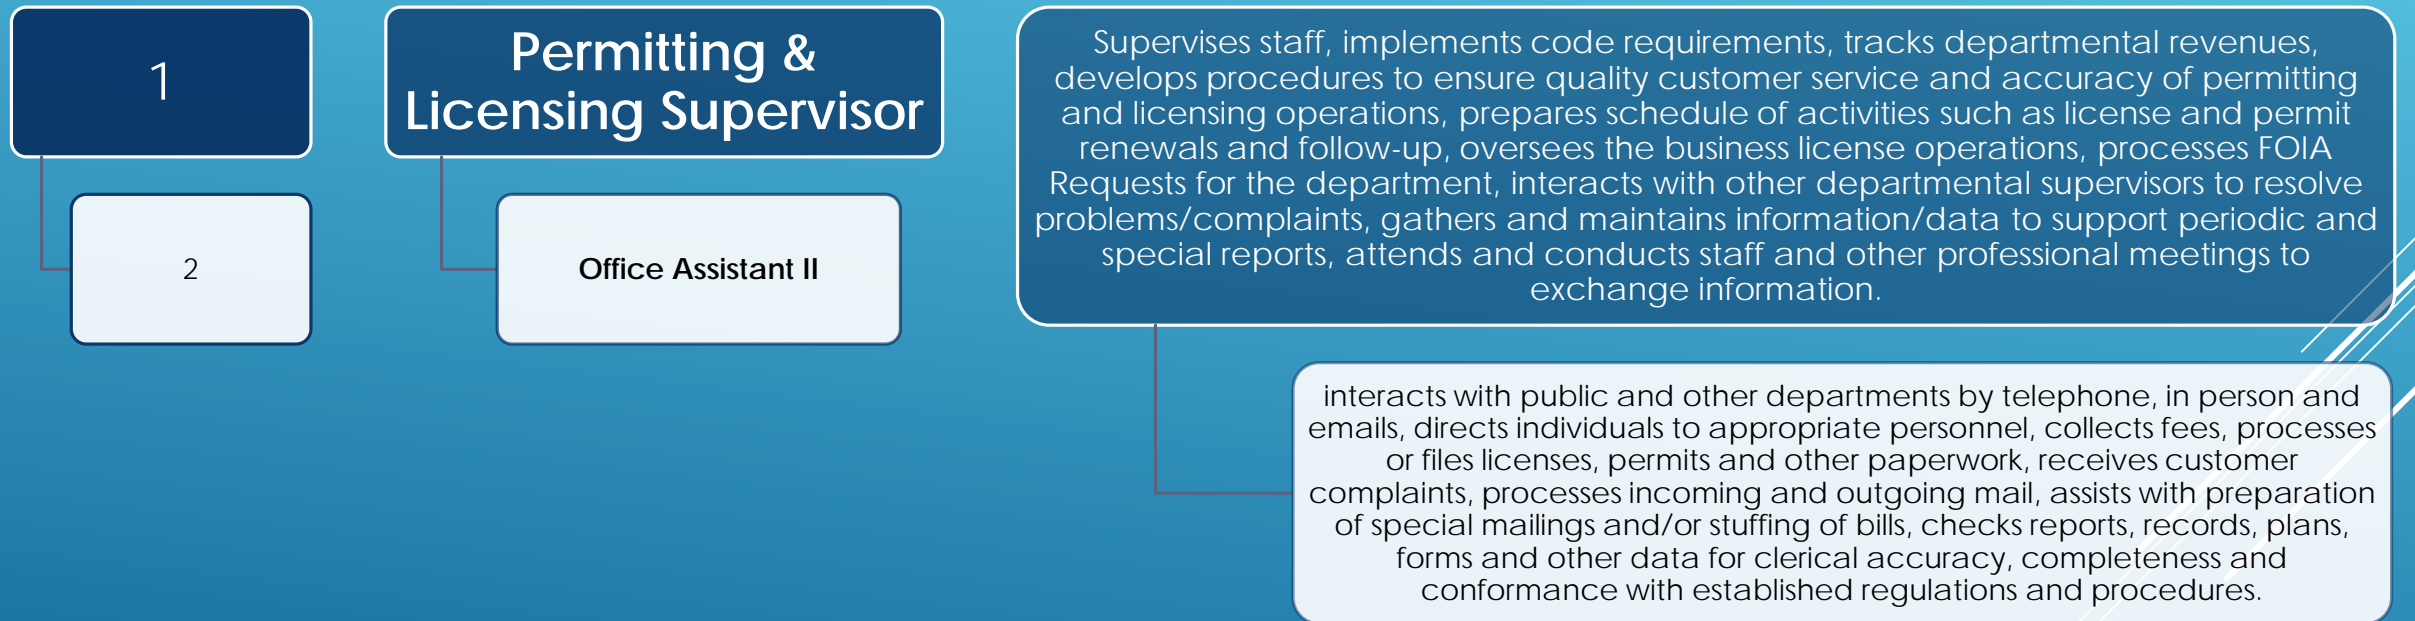 1
Permitting &
Licensing Supervisor
Supervises staff, implements code requirements, tracks departmental revenues,
develops procedures to ensure quality customer service and accuracy of permitting
and licensing operations, prepares schedule of activities such as license and permit
renewals and follow-up, oversees the business license operations, processes FOIA
Requests for the department, interacts with other departmental supervisors to resolve
problems/complaints, gathers and maintains information/data to support periodic and
special reports, attends and conducts staff and other professional meetings to
exchange information.
2
Office Assistant II
interacts with public and other departments by telephone, in person and
emails, directs individuals to appropriate personnel, collects fees, processes
or files licenses, permits and other paperwork, receives customer
complaints, processes incoming and outgoing mail, assists with preparation
of special mailings and/or stuffing of bills, checks reports, records, plans,
forms and other data for clerical accuracy, completeness and
conformance with established regulations and procedures.